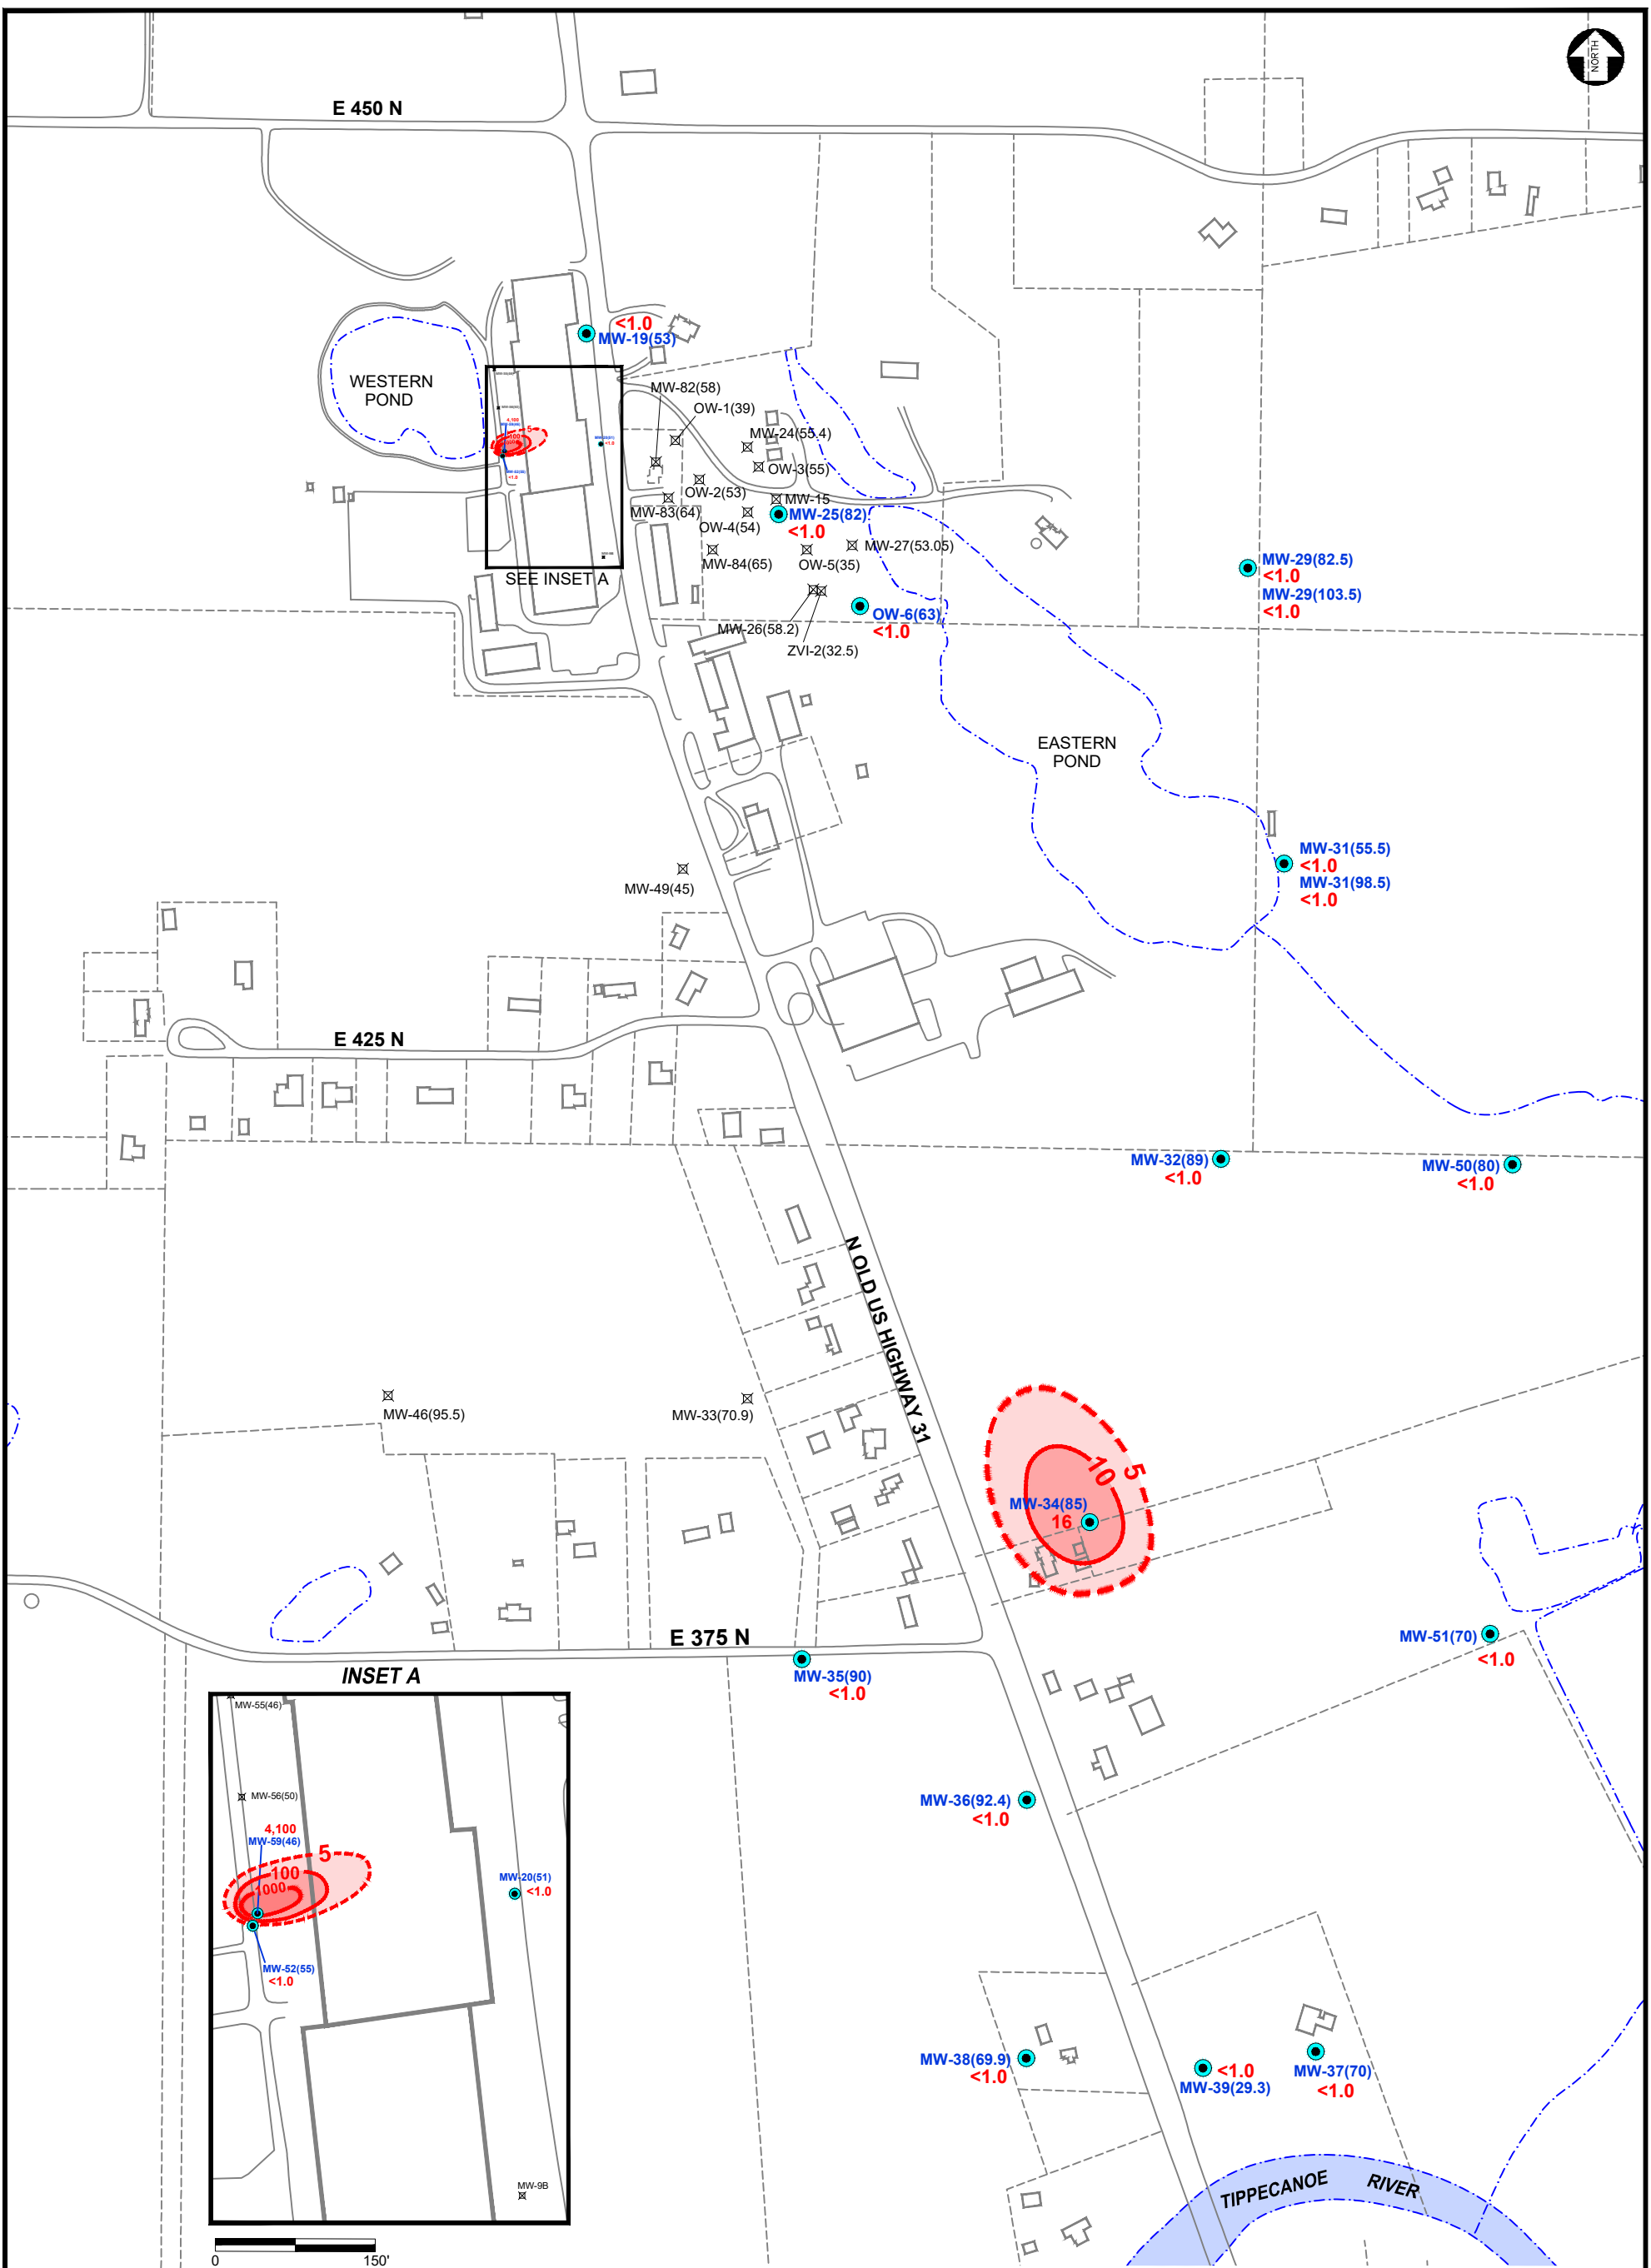 NORTH
E 450 N
<1.0
MW-19(53)
WESTERN
POND
MW-82(58)
OW-1(39)
MW-24(55.4)
OW-3(55)
OW-2(53)
MW-15
MW-83(64)
OW-4(54)
MW-25(82)
<1.0
MW-27(53.05)
MW-84(65)
OW-5(35)
SEE INSET A
MW-29(82.5)
<1.0
MW-29(103.5)
<1.0
OW-6(63)
<1.0
MW-26(58.2)
ZVI-2(32.5)
EASTERN
POND
MW-31(55.5)
<1.0
MW-31(98.5)
<1.0
MW-49(45)
E 425 N
MW-32(89)
<1.0
MW-50(80)
<1.0
N OLD US HIGHWAY 31
MW-46(95.5)
MW-33(70.9)
10
5
MW-34(85)
16
E 375 N
MW-51(70)
<1.0
MW-35(90)
<1.0
MW-36(92.4)
<1.0
MW-38(69.9)
<1.0
<1.0
MW-39(29.3)
MW-37(70)
<1.0
TIPPECANOE RIVER
INSET A
MW-55(46)
MW-56(50)
4,100
MW-59(46)
5
100
1000
MW-20(51)
<1.0
MW-52(55)
<1.0
MW-9B
0 150'